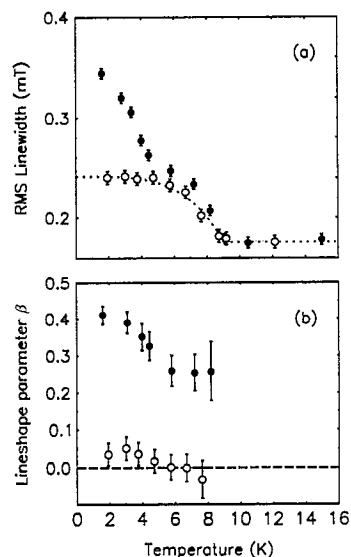 (a)
RMS Linewidth (mT)
0.4
0.3
0.2
(b)
Lineshape parameter β
0.5
0.4
0.3
0.2
0.1
0.0
0 2 4 6 8 10 12 14 16
Temperature (K)